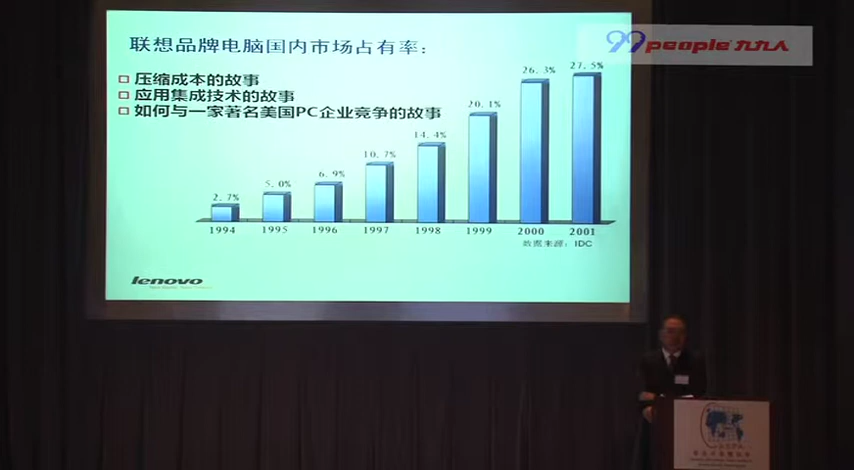 联想品牌电脑国内市场占有率：
99people 九九人
压缩成本的故事
应用集成技术的故事
如何与一家著名美国PC企业竞争的故事
2.7%
5.0%
6.9%
10.7%
14.4%
20.1%
26.3%
27.5%
1994 1995 1996 1997 1998 1999 2000 2001
数据来源：IDC
lenovo